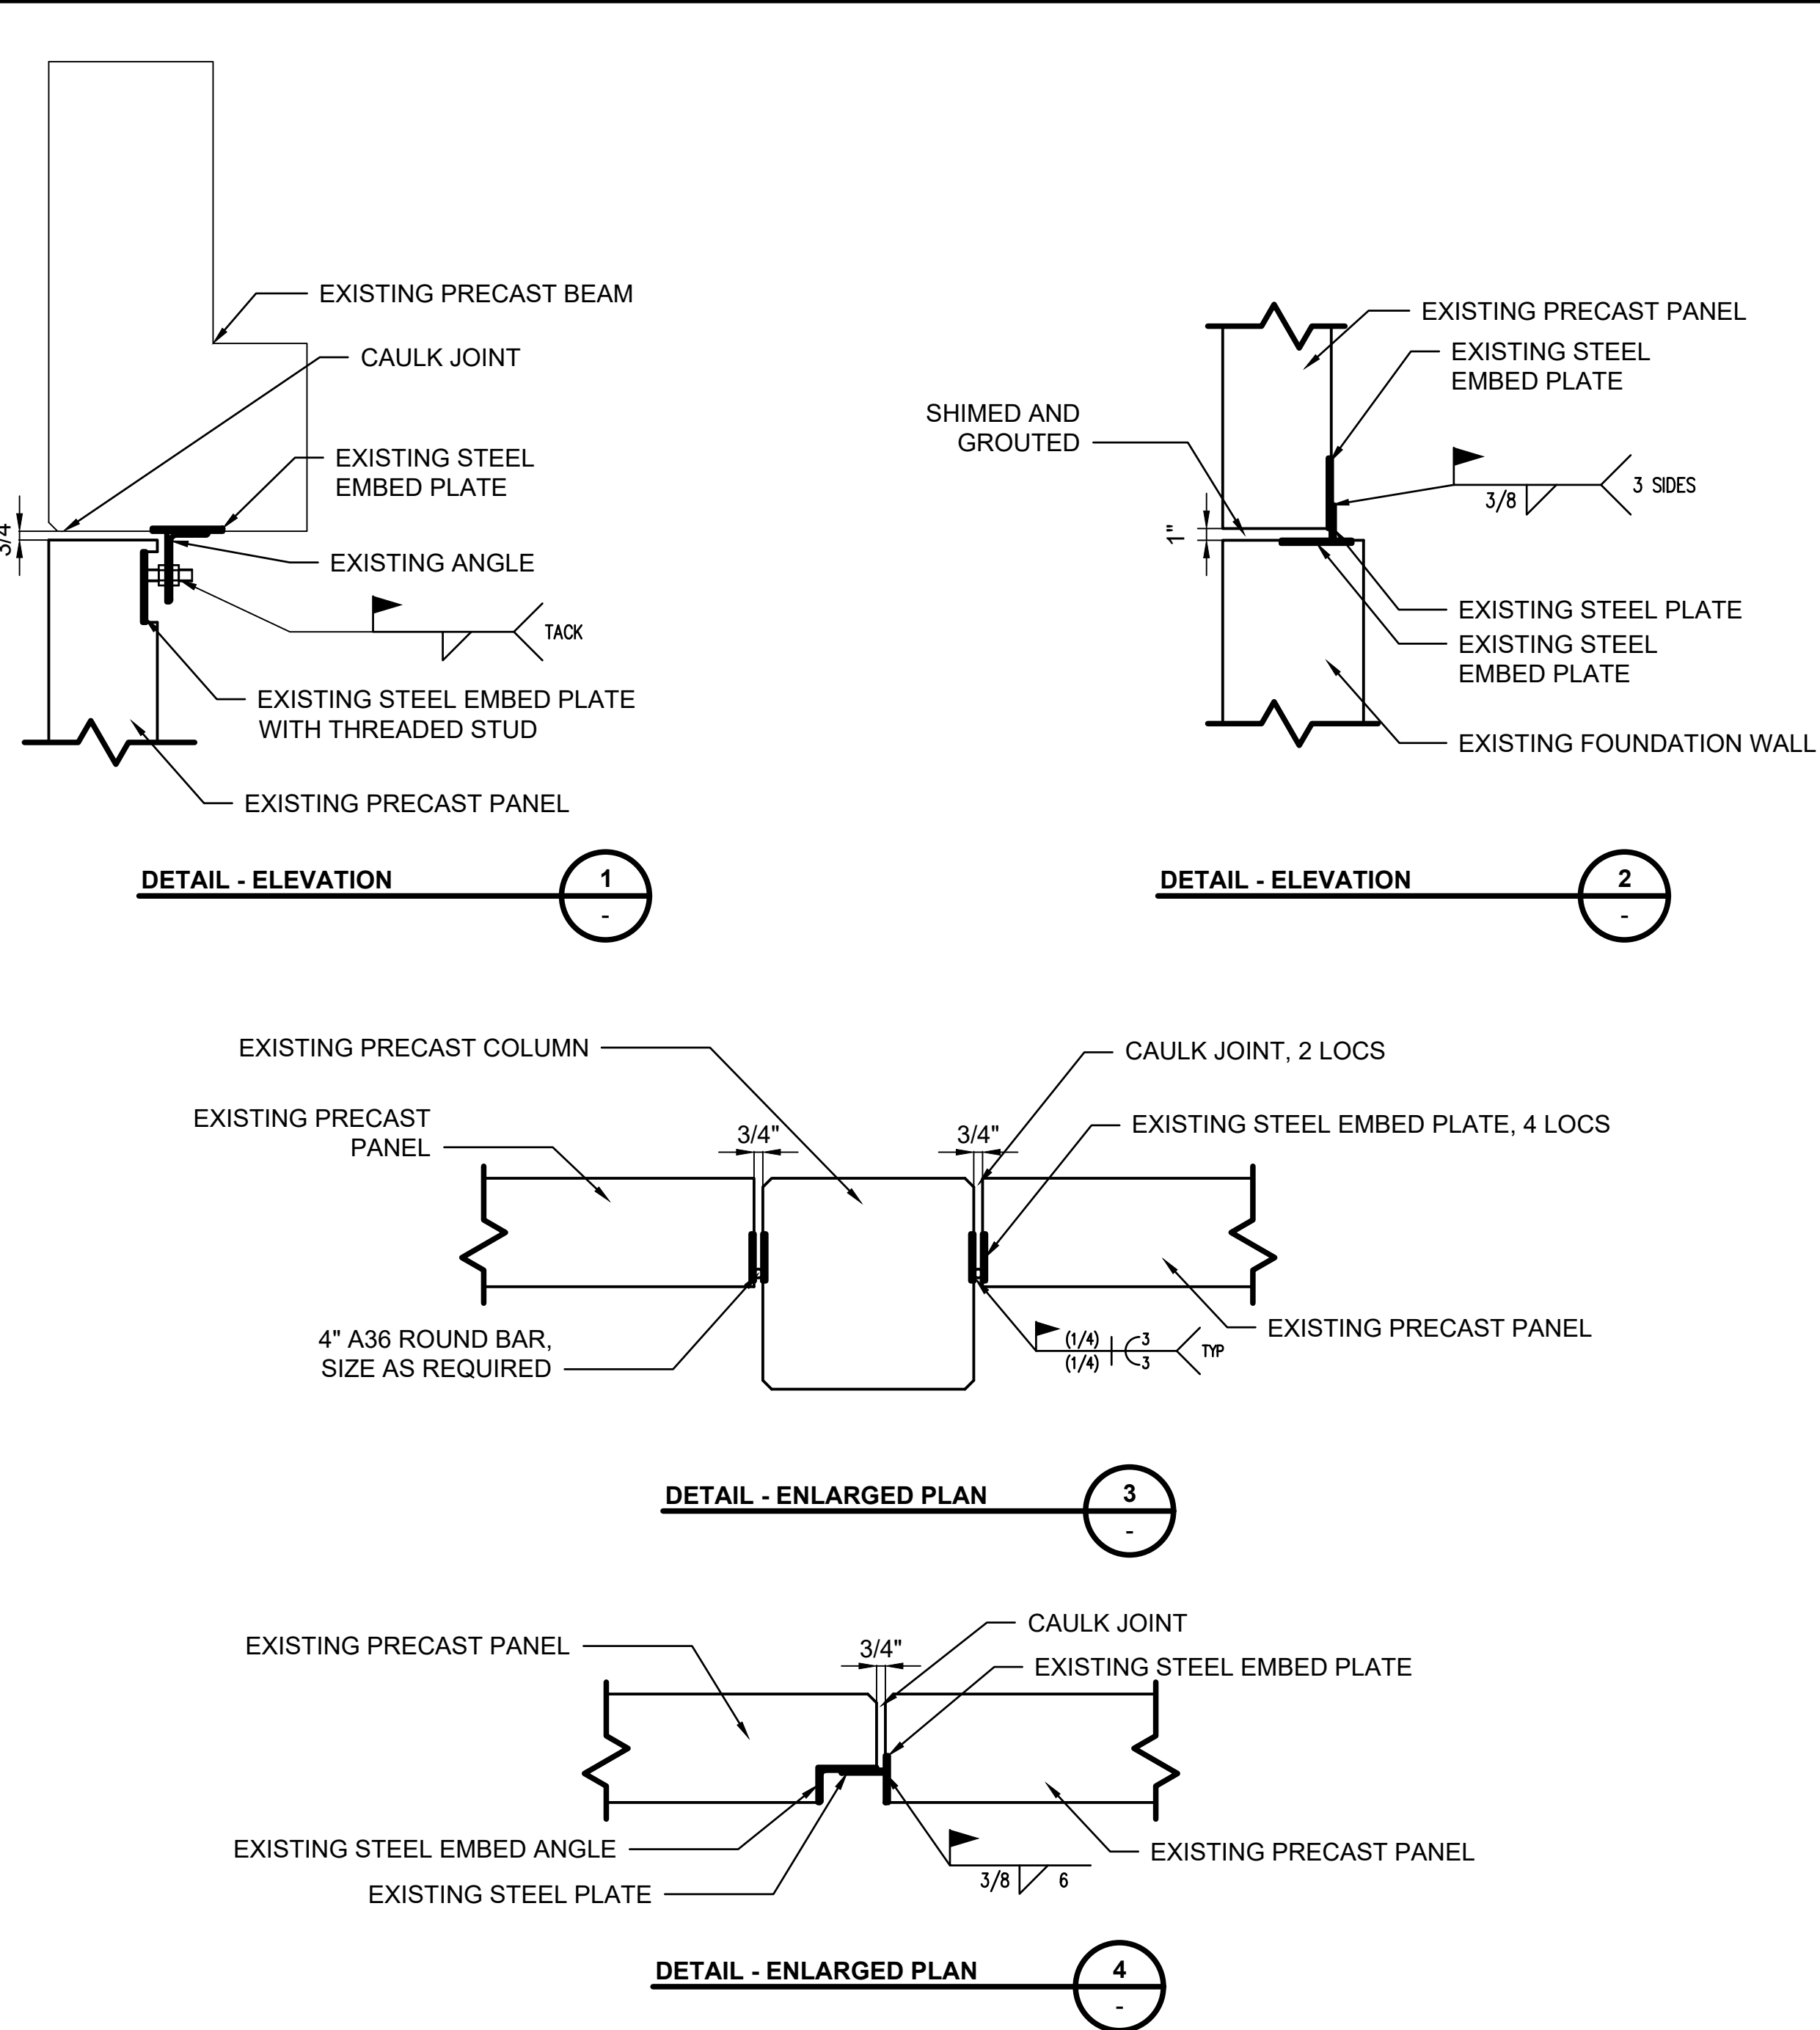 EXISTING PRECAST BEAM
CAULK JOINT
EXISTING STEEL
EMBED PLATE
3/4
EXISTING ANGLE
TACK
EXISTING STEEL EMBED PLATE
WITH THREADED STUD
EXISTING PRECAST PANEL
DETAIL - ELEVATION
1
-
EXISTING PRECAST PANEL
EXISTING STEEL
EMBED PLATE
SHIMED AND
GROUTED
3/8
3 SIDES
1"
EXISTING STEEL PLATE
EXISTING STEEL
EMBED PLATE
EXISTING FOUNDATION WALL
DETAIL - ELEVATION
2
-
EXISTING PRECAST COLUMN
CAULK JOINT, 2 LOCS
EXISTING PRECAST
PANEL
3/4"
3/4"
EXISTING STEEL EMBED PLATE, 4 LOCS
4" A36 ROUND BAR,
SIZE AS REQUIRED
(1/4) 3
(1/4) 3
TYP
EXISTING PRECAST PANEL
DETAIL - ENLARGED PLAN
3
-
CAULK JOINT
EXISTING PRECAST PANEL
3/4"
EXISTING STEEL EMBED PLATE
EXISTING STEEL EMBED ANGLE
EXISTING PRECAST PANEL
3/8 6
EXISTING STEEL PLATE
DETAIL - ENLARGED PLAN
4
-